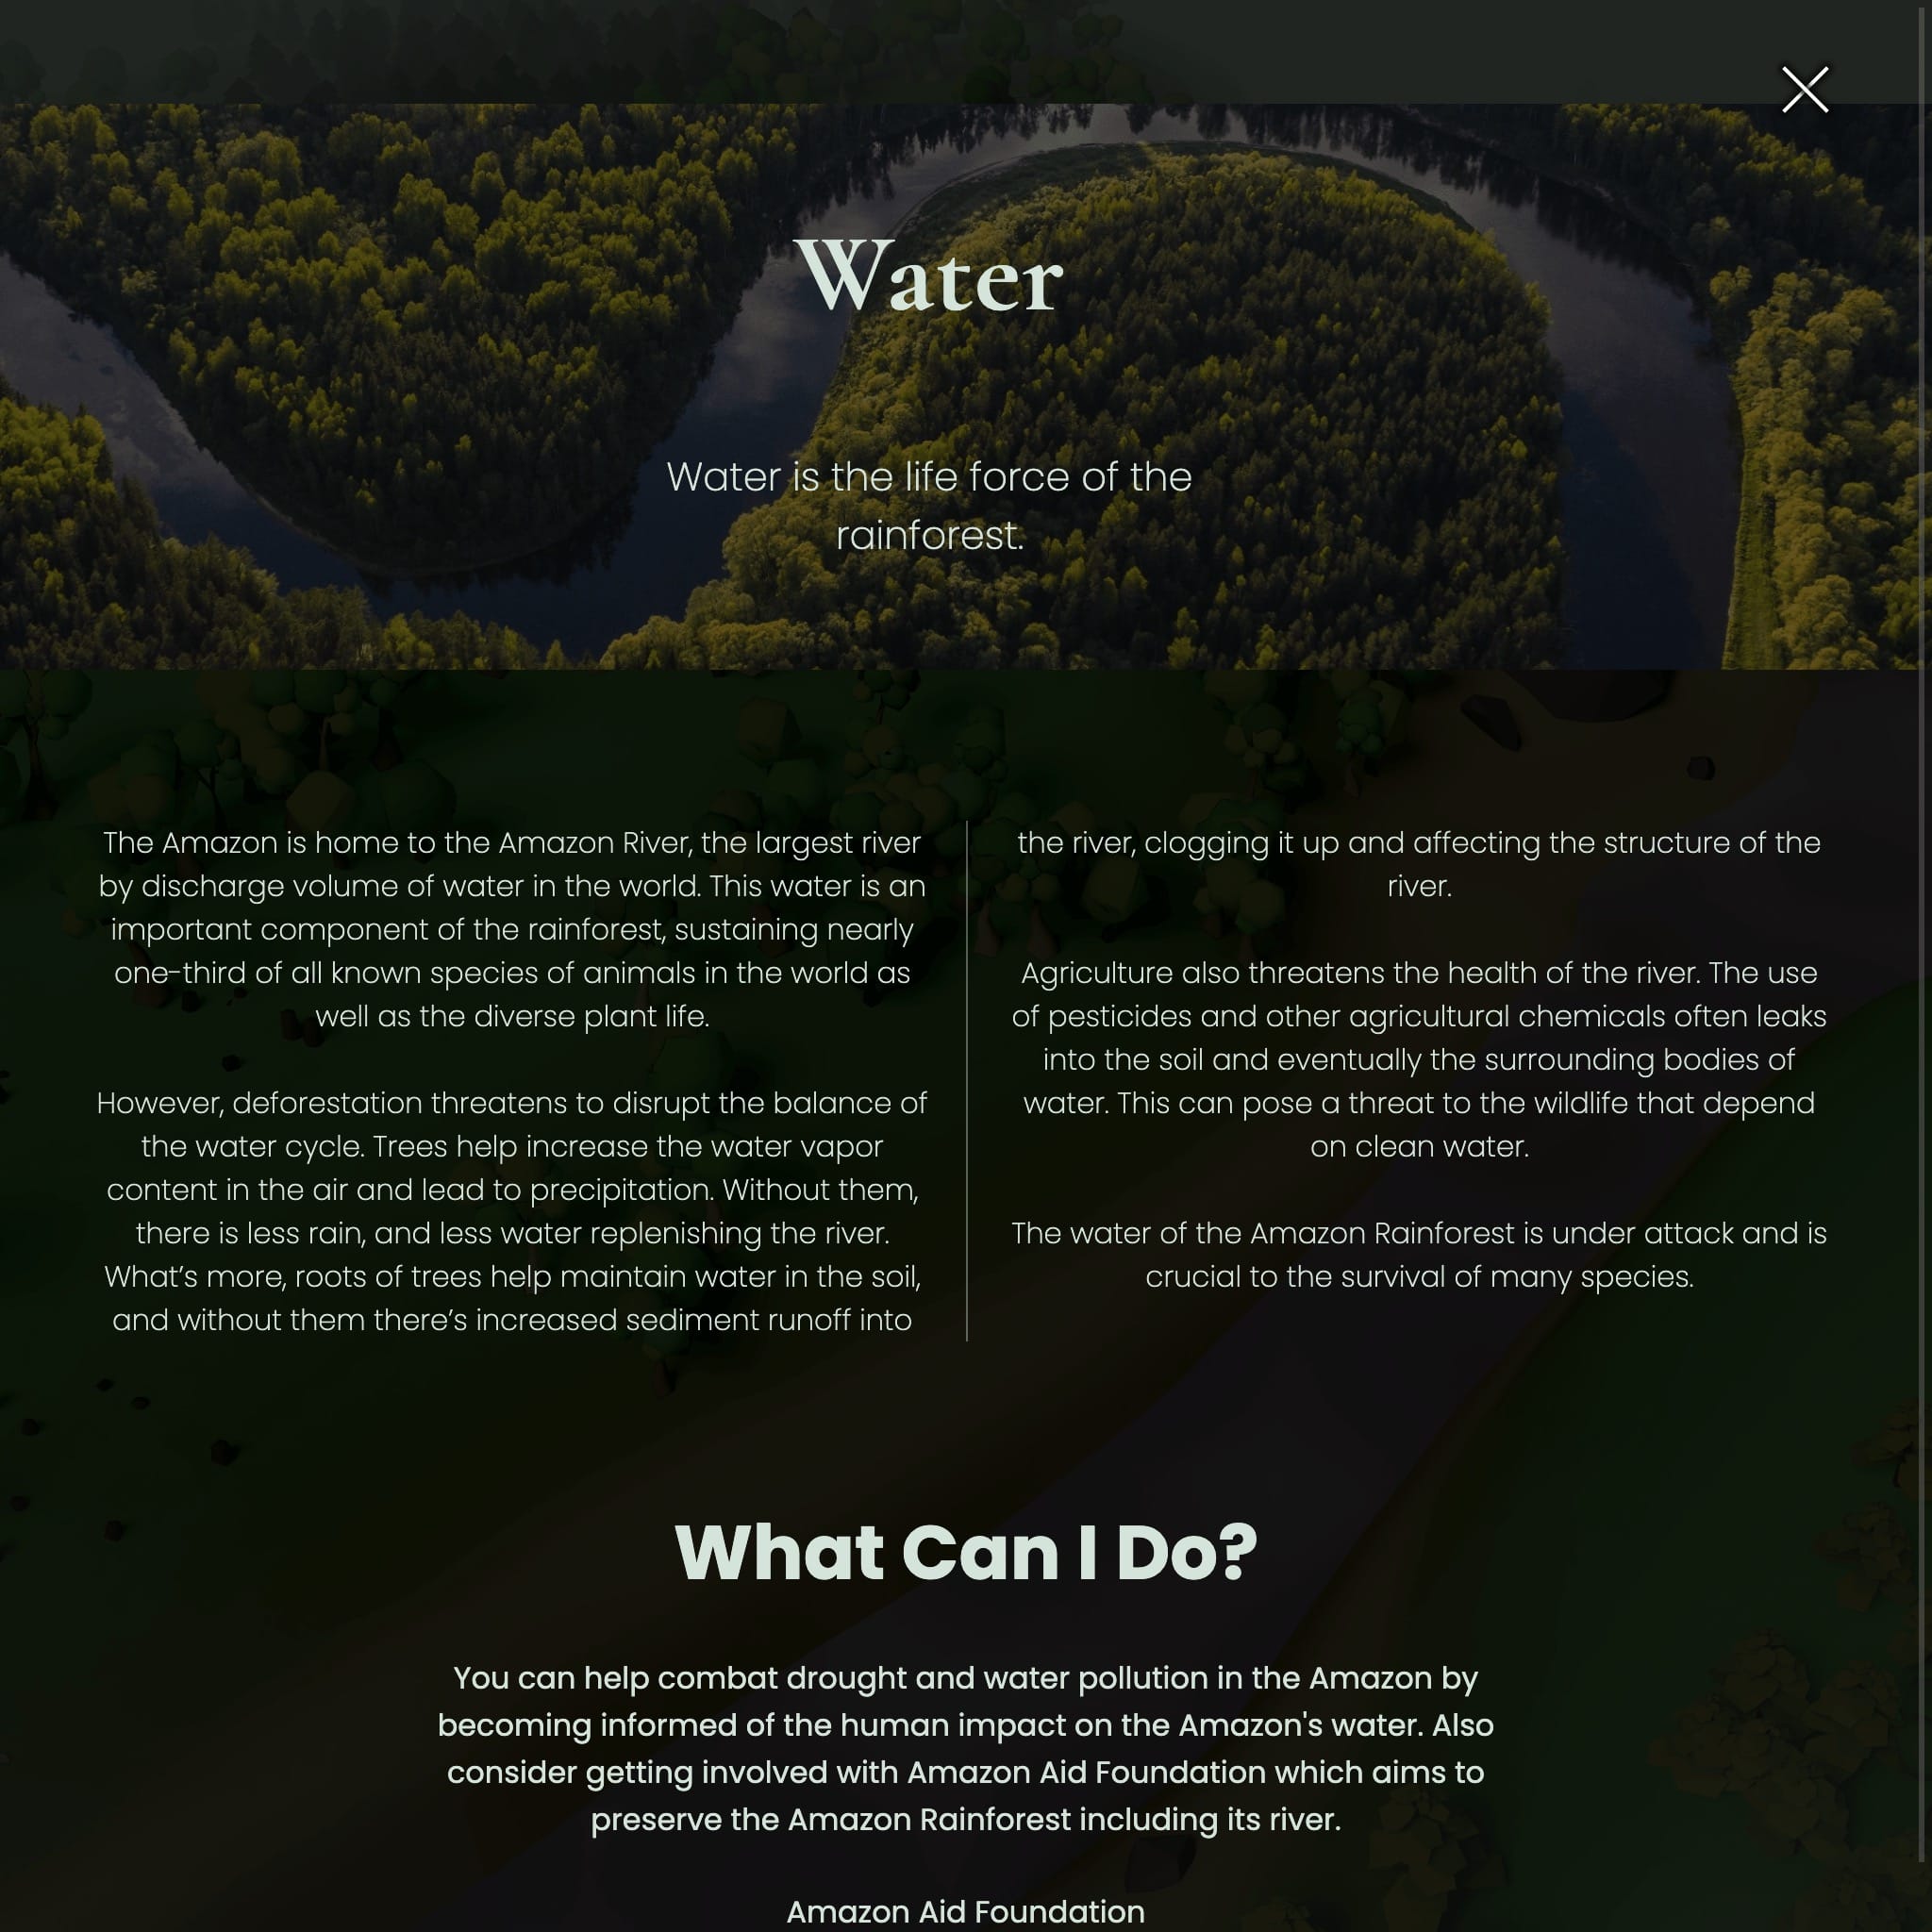 Water
Water is the life force of the
rainforest.
The Amazon is home to the Amazon River, the largest river
by discharge volume of water in the world. This water is an
important component of the rainforest, sustaining nearly
one-third of all known species of animals in the world as
well as the diverse plant life.
However, deforestation threatens to disrupt the balance of
the water cycle. Trees help increase the water vapor
content in the air and lead to precipitation. Without them,
there is less rain, and less water replenishing the river.
What’s more, roots of trees help maintain water in the soil,
and without them there’s increased sediment runoff into
the river, clogging it up and affecting the structure of the
river.
Agriculture also threatens the health of the river. The use
of pesticides and other agricultural chemicals often leaks
into the soil and eventually the surrounding bodies of
water. This can pose a threat to the wildlife that depend
on clean water.
The water of the Amazon Rainforest is under attack and is
crucial to the survival of many species.
What Can I Do?
You can help combat drought and water pollution in the Amazon by
becoming informed of the human impact on the Amazon's water. Also
consider getting involved with Amazon Aid Foundation which aims to
preserve the Amazon Rainforest including its river.
Amazon Aid Foundation